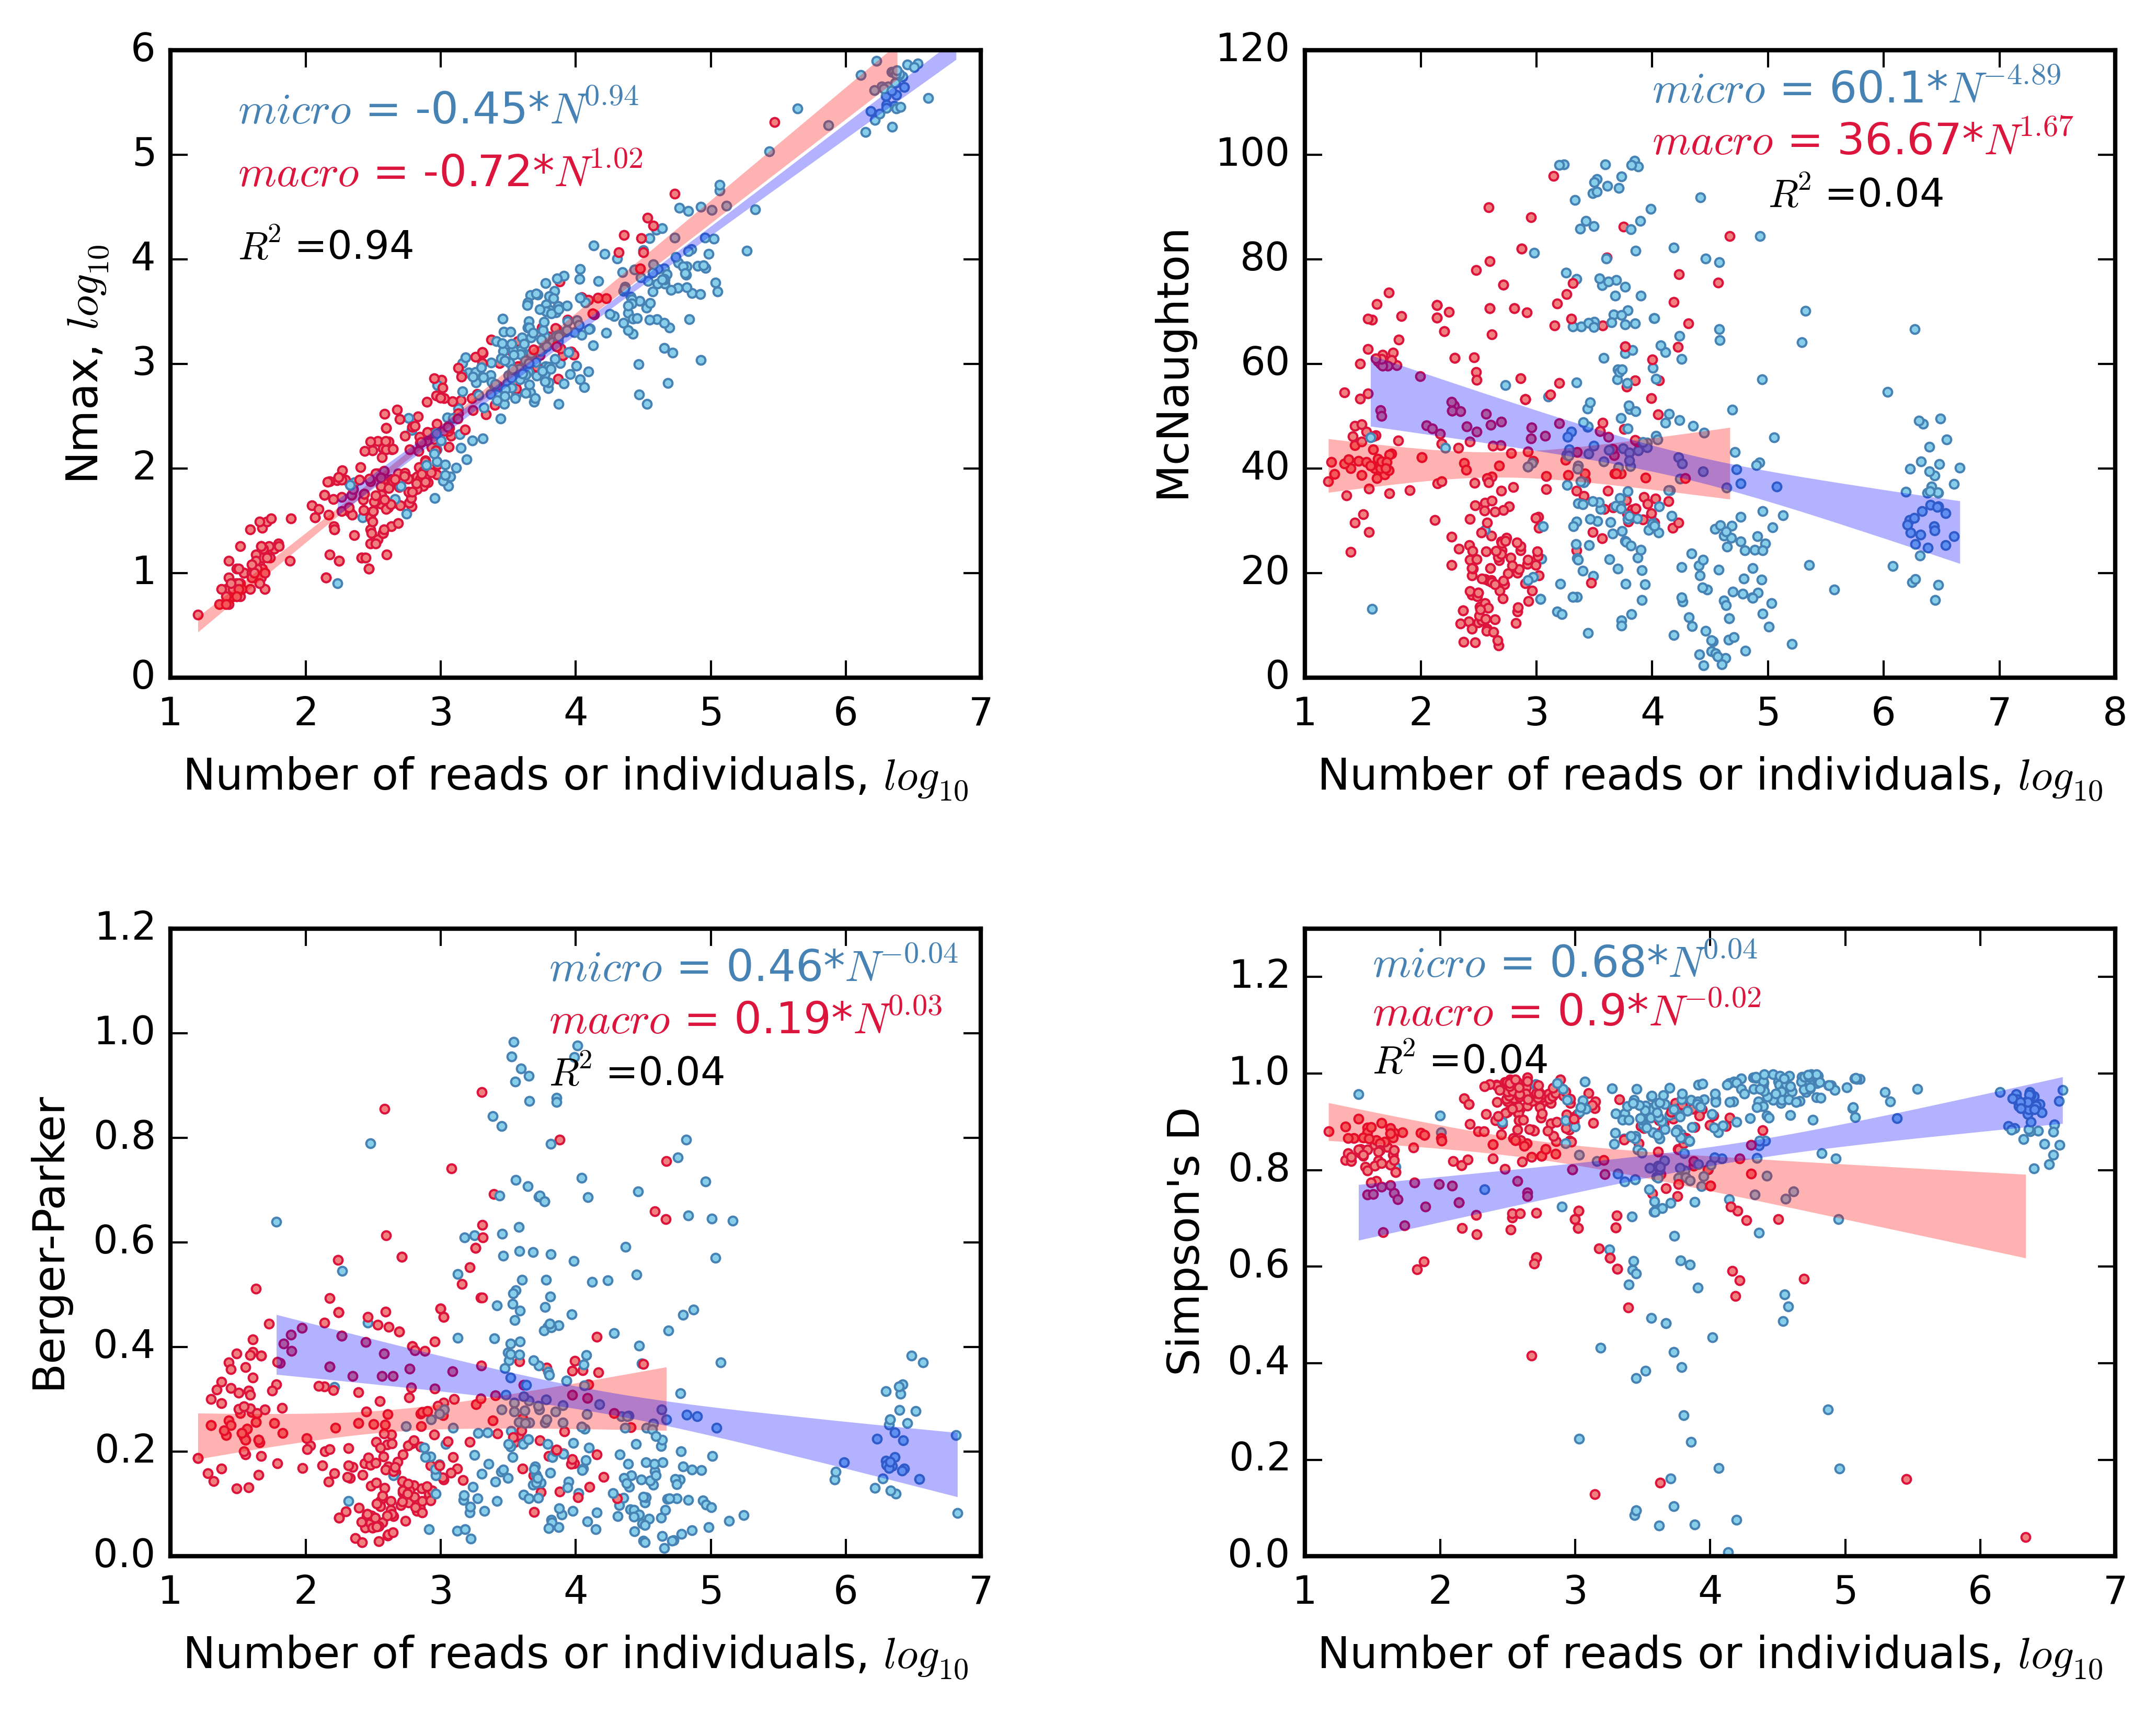 6
5
4
3
2
1
0
Nmax, log10
micro = -0.45*N^0.94
macro = -0.72*N^1.02
R^2 =0.94
1 2 3 4 5 6 7
Number of reads or individuals, log10
120
100
80
60
40
20
0
McNaughton
micro = 60.1*N^−4.89
macro = 36.67*N^1.67
R^2 =0.04
1 2 3 4 5 6 7 8
Number of reads or individuals, log10
1.2
1.0
0.8
0.6
0.4
0.2
0.0
Berger-Parker
micro = 0.46*N^−0.04
macro = 0.19*N^0.03
R^2 =0.04
1 2 3 4 5 6 7
Number of reads or individuals, log10
1.2
1.0
0.8
0.6
0.4
0.2
0.0
Simpson's D
micro = 0.68*N^0.04
macro = 0.9*N^−0.02
R^2 =0.04
1 2 3 4 5 6 7
Number of reads or individuals, log10